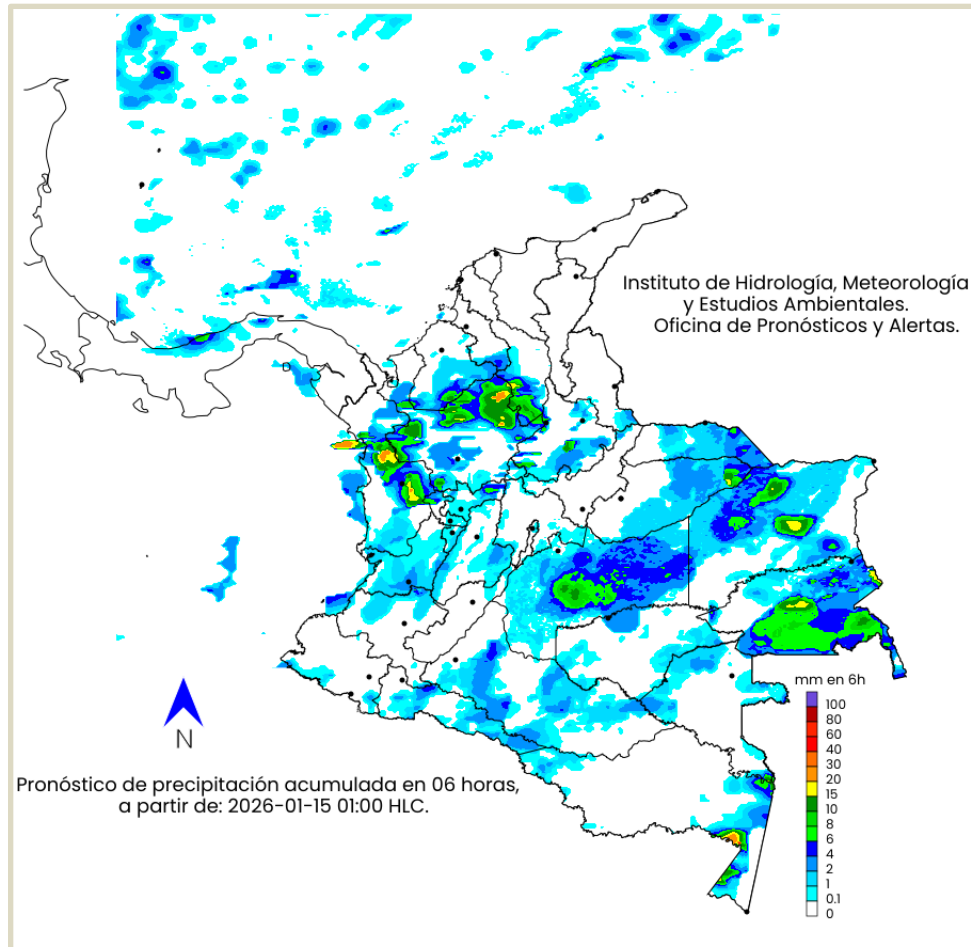 Instituto de Hidrología, Meteorología
y Estudios Ambientales.
Oficina de Pronósticos y Alertas.
mm en 6h
100
80
60
40
30
20
15
10
8
6
4
2
1
0.1
0
N
Pronóstico de precipitación acumulada en 06 horas,
a partir de: 2026-01-15 01:00 HLC.